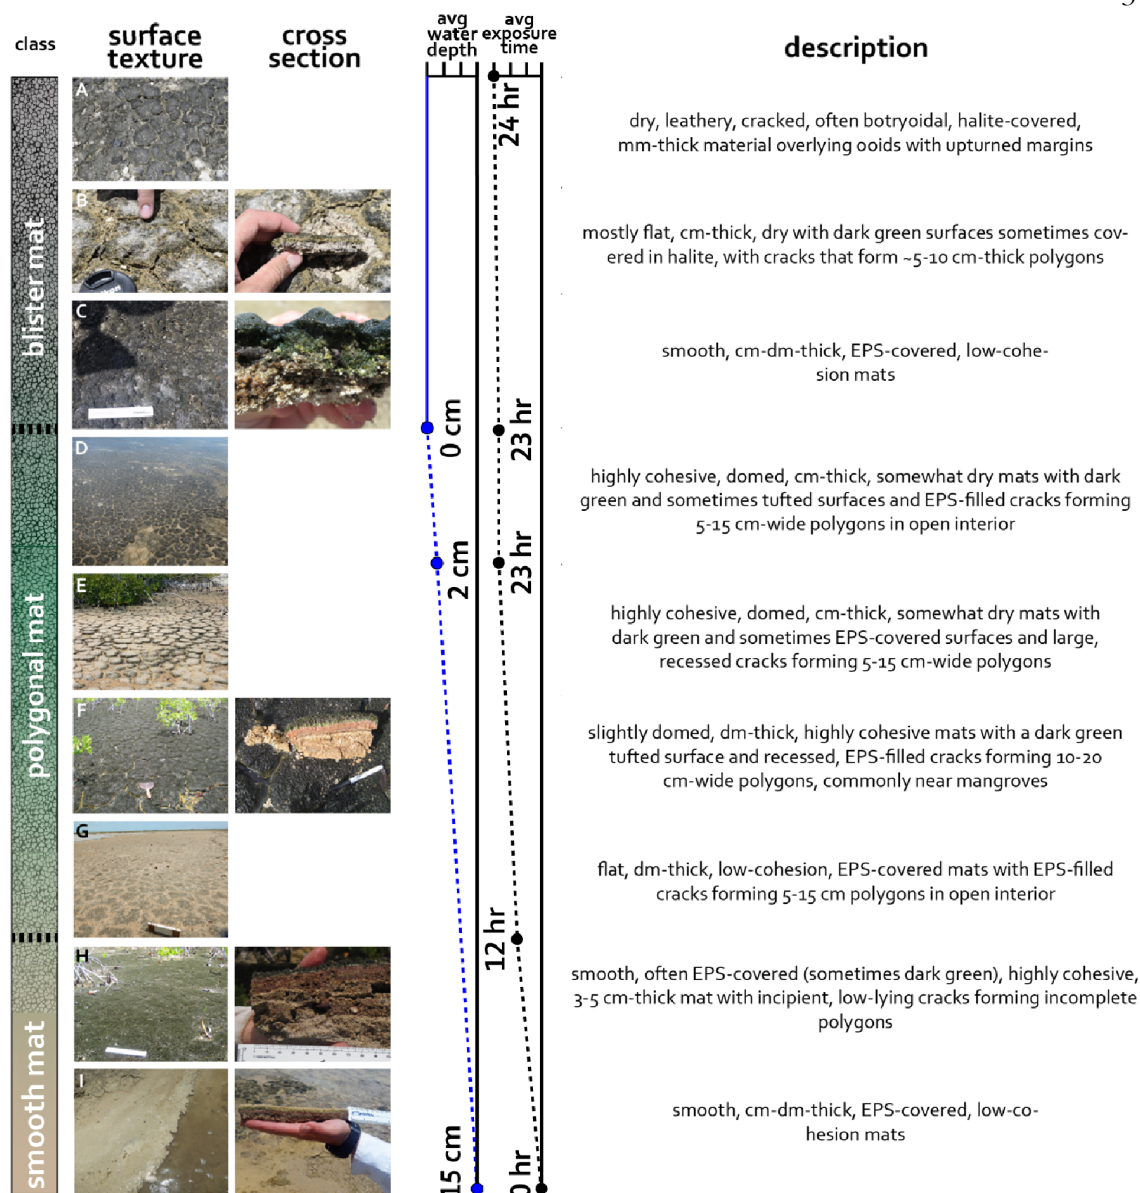 class
surface
texture
cross
section
avg
water
depth
avg
exposure
time
description
blister mat
polygonal mat
smooth mat
A
24 hr
dry, leathery, cracked, often botryoidal, halite-covered,
mm-thick material overlying ooids with upturned margins
B
mostly flat, cm-thick, dry with dark green surfaces sometimes cov-
ered in halite, with cracks that form ~5-10 cm-thick polygons
C
smooth, cm-dm-thick, EPS-covered, low-cohe-
sion mats
0 cm
23 hr
D
highly cohesive, domed, cm-thick, somewhat dry mats with dark
green and sometimes tufted surfaces and EPS-filled cracks forming
5-15 cm-wide polygons in open interior
2 cm
23 hr
E
highly cohesive, domed, cm-thick, somewhat dry mats with
dark green and sometimes EPS-covered surfaces and large,
recessed cracks forming 5-15 cm-wide polygons
F
slightly domed, dm-thick, highly cohesive mats with a dark green
tufted surface and recessed, EPS-filled cracks forming 10-20
cm-wide polygons, commonly near mangroves
G
flat, dm-thick, low-cohesion, EPS-covered mats with EPS-filled
cracks forming 5-15 cm polygons in open interior
12 hr
H
smooth, often EPS-covered (sometimes dark green), highly cohesive,
3-5 cm-thick mat with incipient, low-lying cracks forming incomplete
polygons
I
smooth, cm-dm-thick, EPS-covered, low-co-
hesion mats
15 cm
0 hr